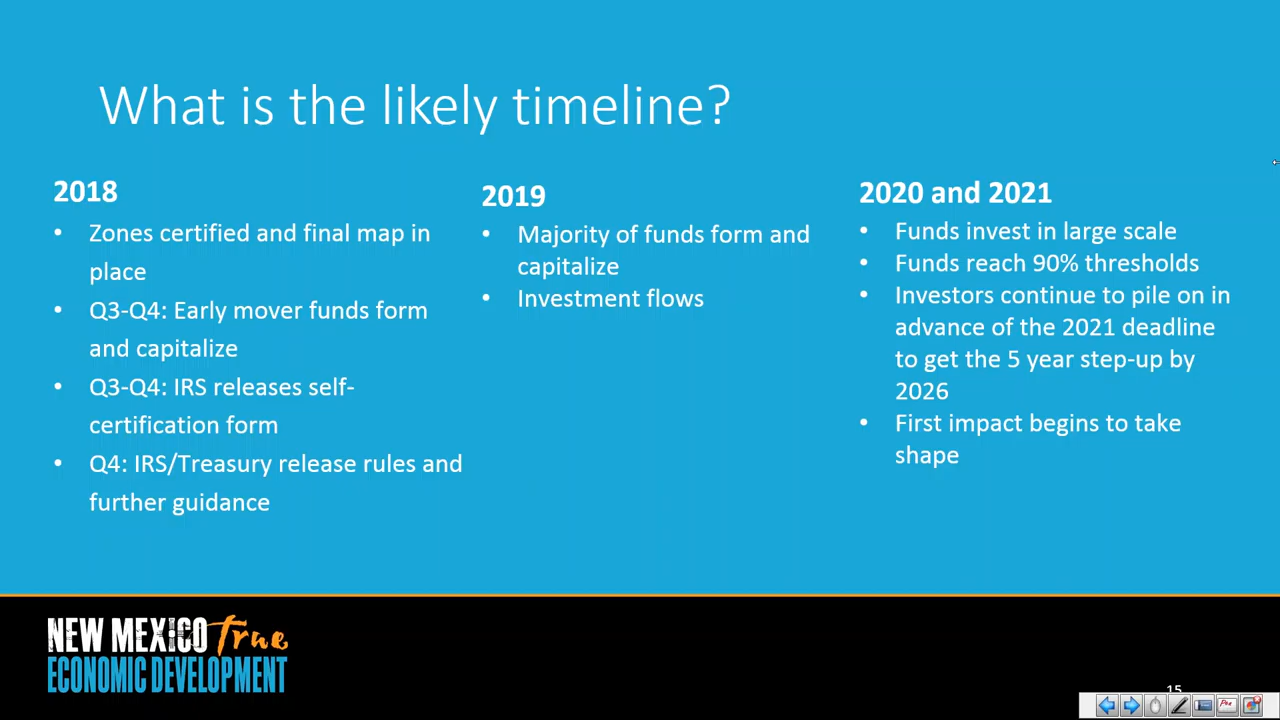 What is the likely timeline?
2018
• Zones certified and final map in
place
• Q3-Q4: Early mover funds form
and capitalize
• Q3-Q4: IRS releases self-
certification form
• Q4: IRS/Treasury release rules and
further guidance
2019
• Majority of funds form and
capitalize
• Investment flows
2020 and 2021
• Funds invest in large scale
• Funds reach 90% thresholds
• Investors continue to pile on in
advance of the 2021 deadline
to get the 5 year step-up by
2026
• First impact begins to take
shape
NEW MEXICO True
ECONOMIC DEVELOPMENT
15